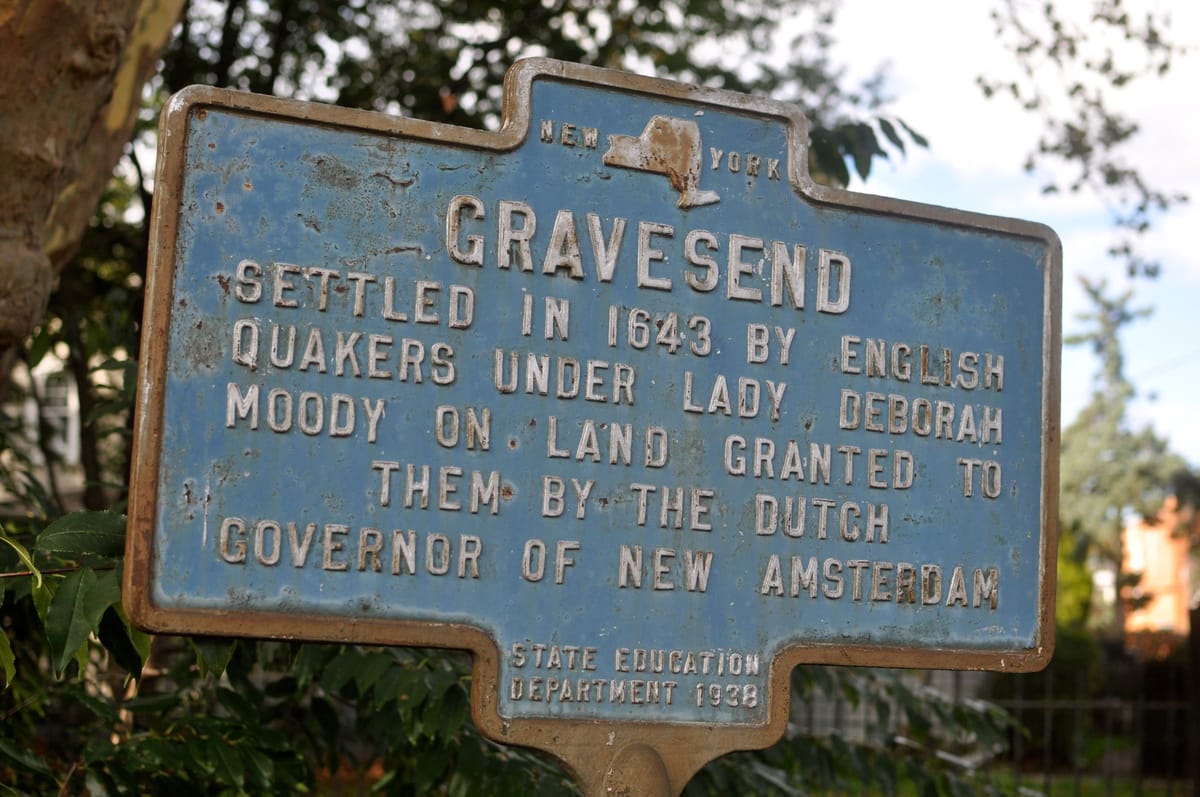 NEW YORK
GRAVESEND
SETTLED IN 1643 BY ENGLISH
QUAKERS UNDER LADY DEBORAH
MOODY ON LAND GRANTED TO
THEM BY THE DUTCH
GOVERNOR OF NEW AMSTERDAM
STATE EDUCATION
DEPARTMENT 1938